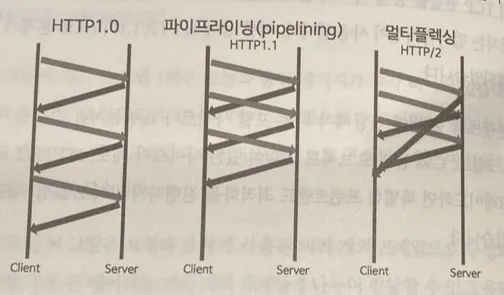 HTTP1.0
파이프라이닝(pipelining)
HTTP1.1
멀티플렉싱
HTTP/2
Client
Server
Client
Server
Client
Server